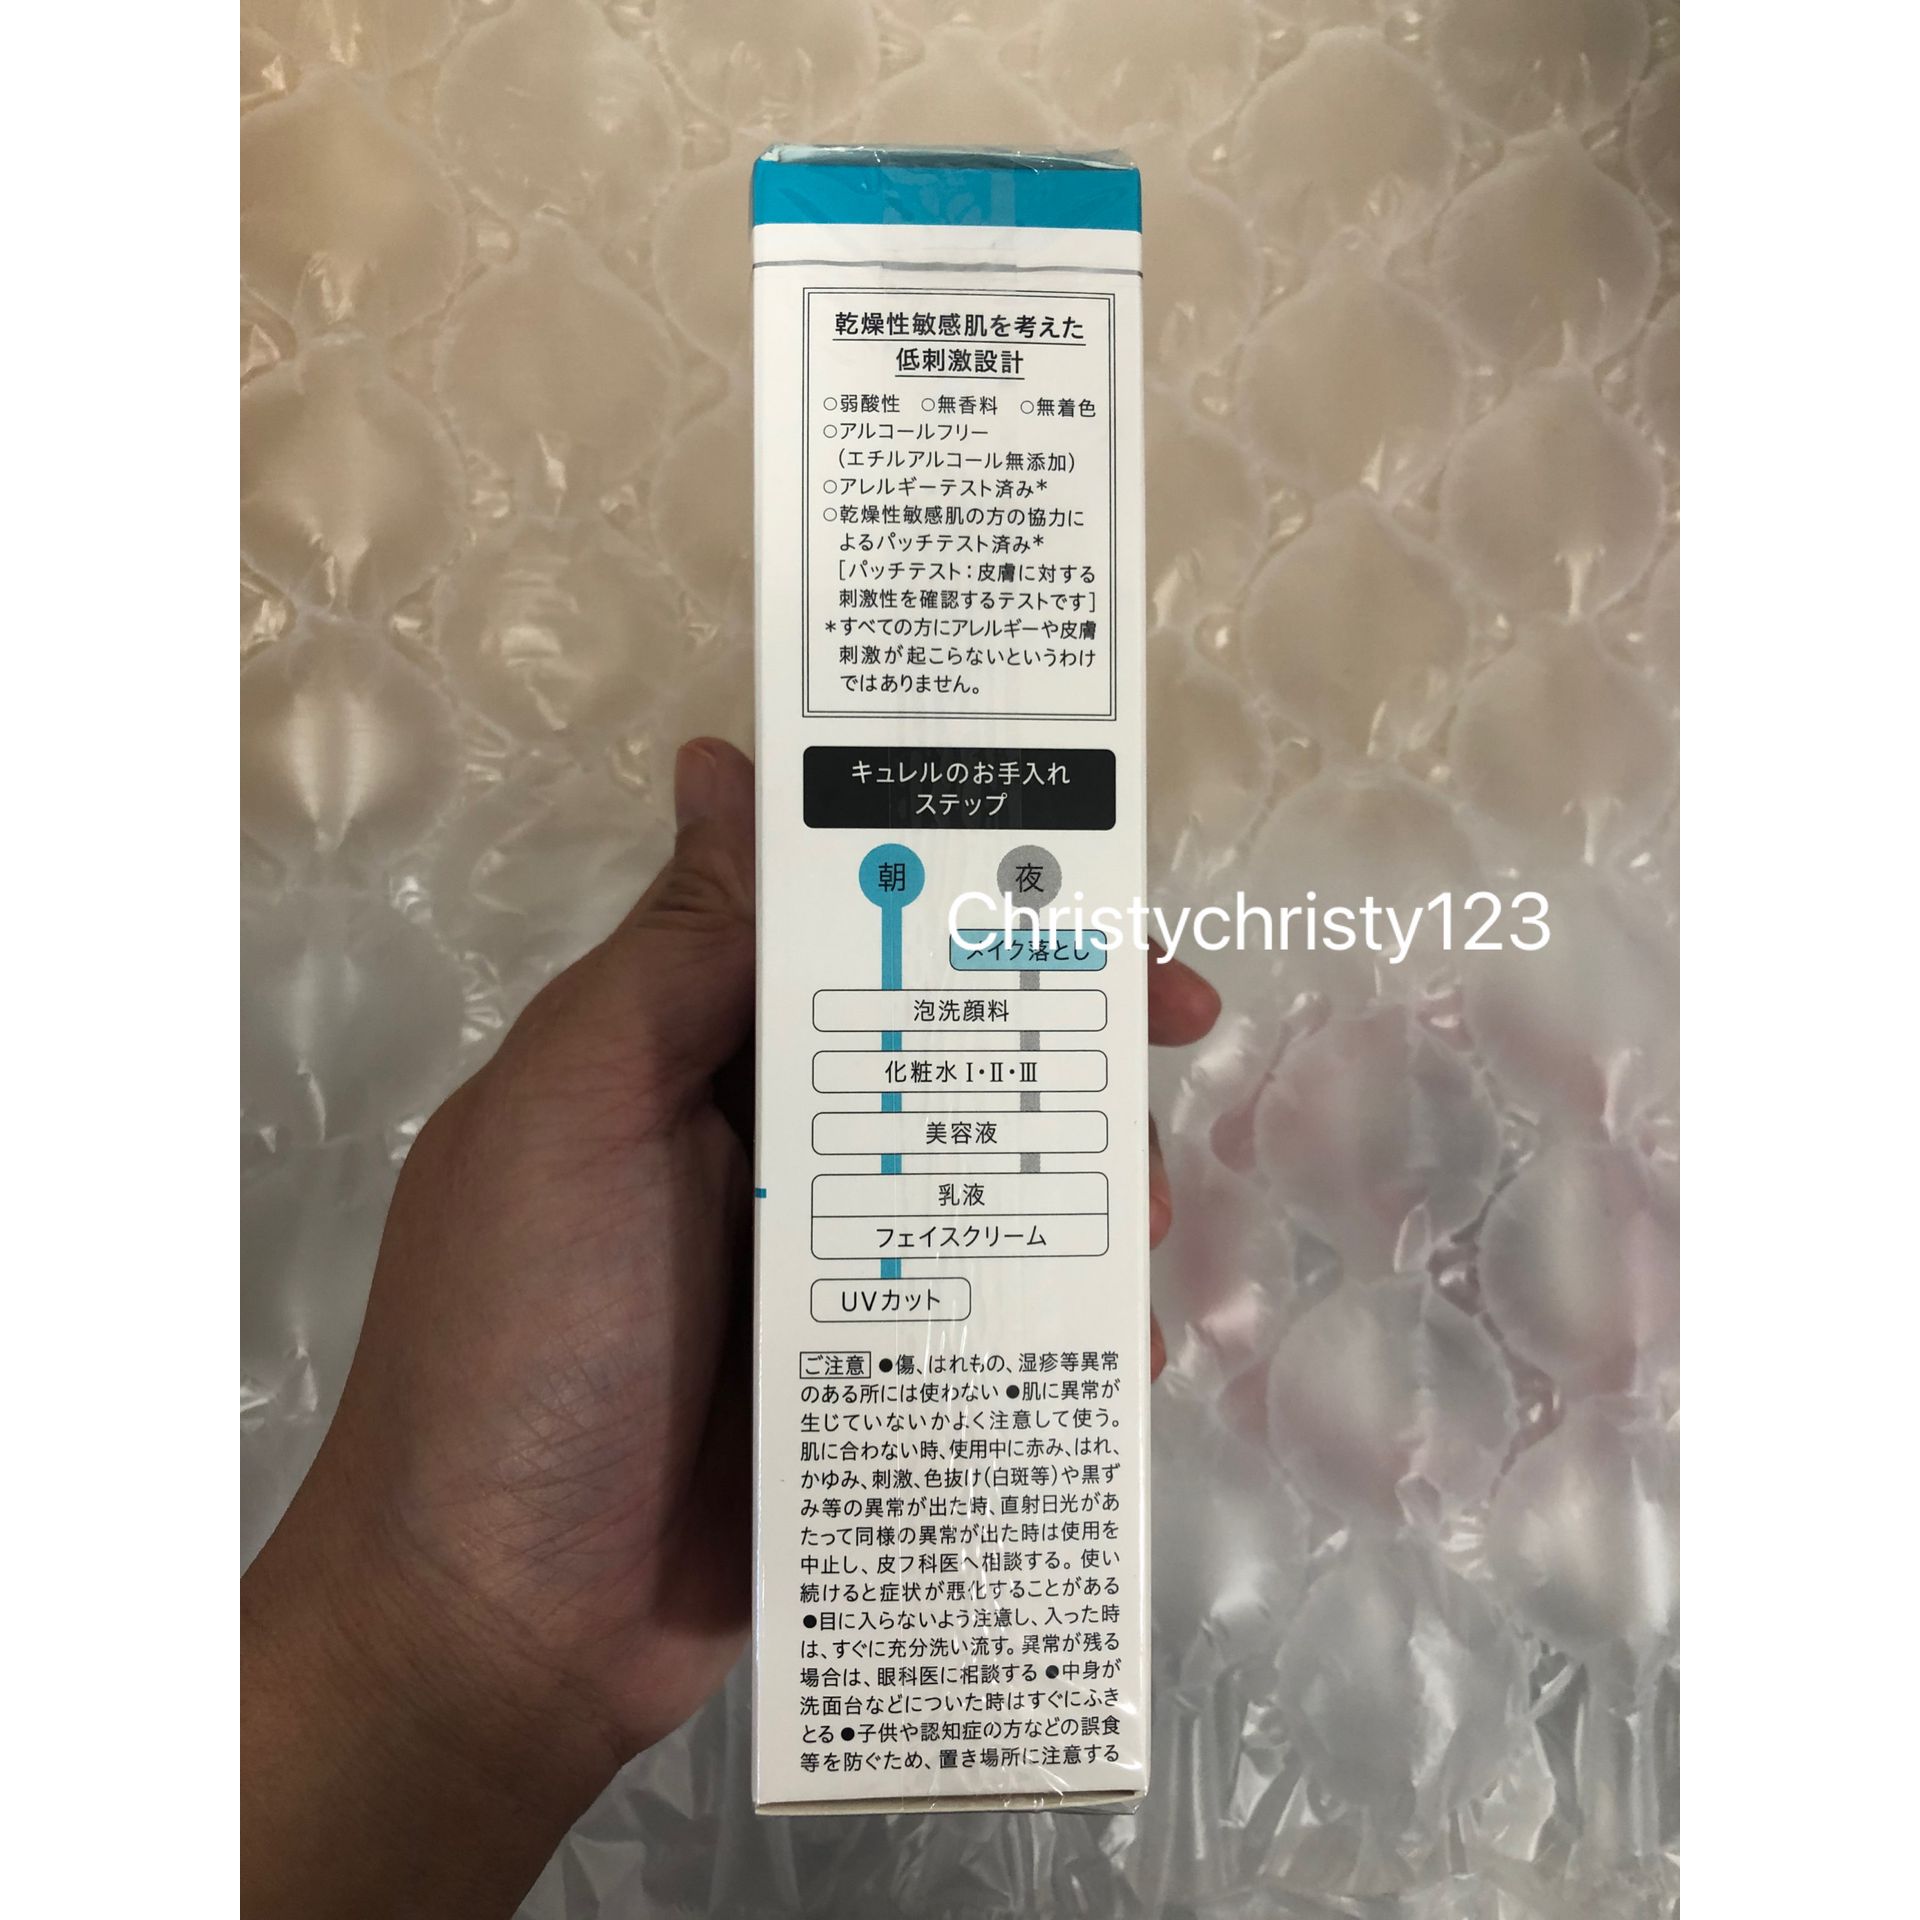 乾燥性敏感肌を考えた
低刺激設計
○弱酸性 ○無香料 ○無着色
○アルコールフリー
(エチルアルコール無添加)
○アレルギーテスト済み*
○乾燥性敏感肌の方の協力に
よるパッチテスト済み*
[パッチテスト:皮膚に対する
刺激性を確認するテストです]
*すべての方にアレルギーや皮膚
刺激が起こらないというわけ
ではありません。
キュレルのお手入れ
ステップ
朝 夜
Christychristy123
メイク落とし
泡洗顔料
化粧水 I・II・III
美容液
乳液
フェイスクリーム
UVカット
ご注意 ●傷、はれもの、湿疹等異常
のある所には使わない ●肌に異常が
生じていないかよく注意して使う。
肌に合わない時、使用中に赤み、はれ、
かゆみ、刺激、色抜け(白斑等)や黒ず
み等の異常が出た時、直射日光があ
たって同様の異常が出た時は使用を
中止し、皮フ科医へ相談する。使い
続けると症状が悪化することがある
●目に入らないよう注意し、入った時
は、すぐに充分洗い流す。異常が残る
場合は、眼科医に相談する ●中身が
洗面台などについた時はすぐにふき
とる ●子供や認知症の方などの誤食
等を防ぐため、置き場所に注意する